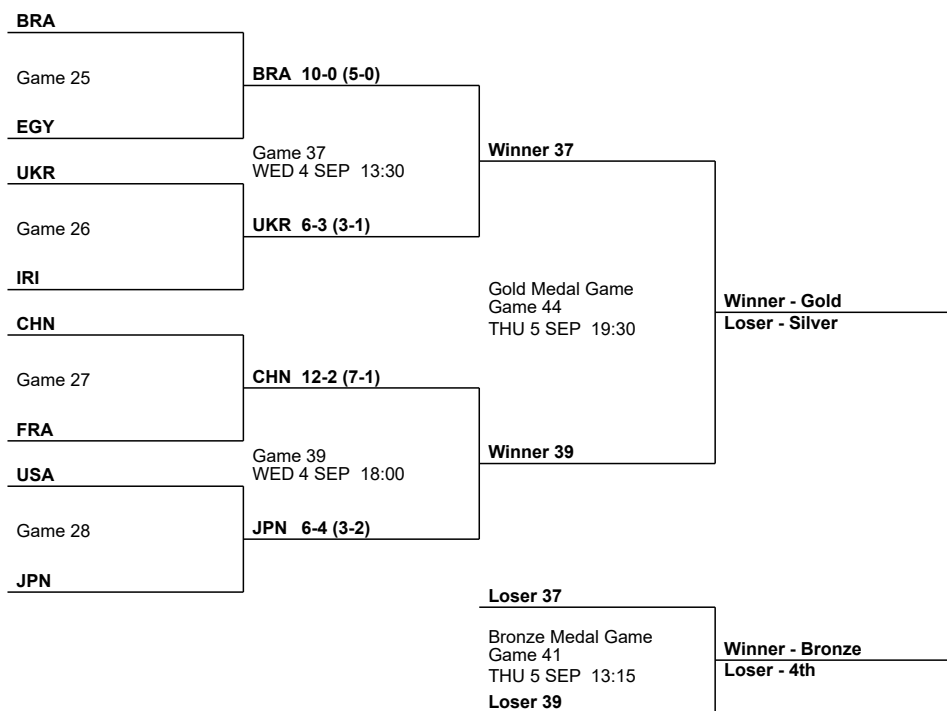 BRA
Game 25
BRA 10-0 (5-0)
EGY
Game 37
WED 4 SEP 13:30
Winner 37
UKR
Game 26
UKR 6-3 (3-1)
IRI
Gold Medal Game
Game 44
THU 5 SEP 19:30
Winner - Gold
Loser - Silver
CHN
Game 27
CHN 12-2 (7-1)
FRA
Game 39
WED 4 SEP 18:00
Winner 39
USA
Game 28
JPN 6-4 (3-2)
JPN
Loser 37
Bronze Medal Game
Game 41
THU 5 SEP 13:15
Winner - Bronze
Loser - 4th
Loser 39